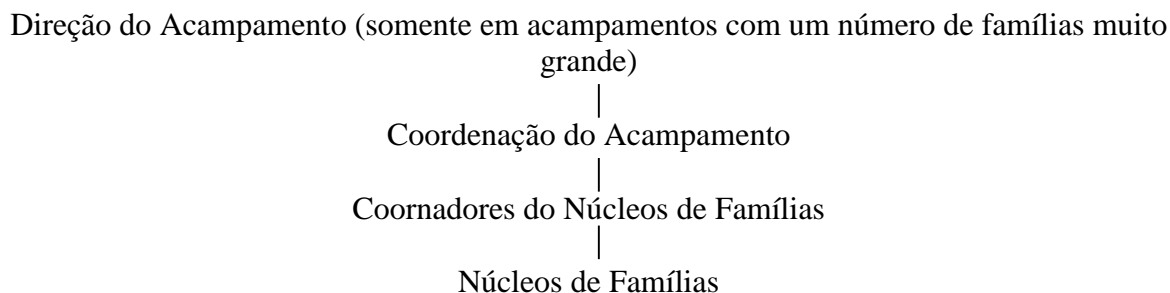 Direção do Acampamento (somente em acampamentos com um número de famílias muito
grande)
Coordenação do Acampamento
Coornadores do Núcleos de Famílias
Núcleos de Famílias